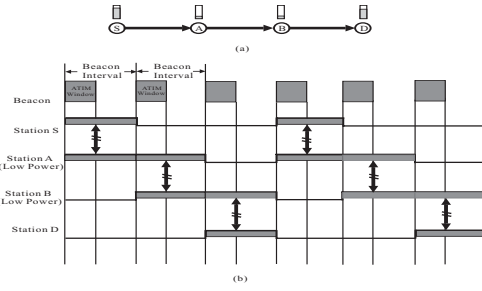 S A B D
(a)
Beacon Interval Beacon Interval
ATIM Window ATIM Window
Beacon
Station S
Station A
(Low Power)
Station B
(Low Power)
Station D
(b)